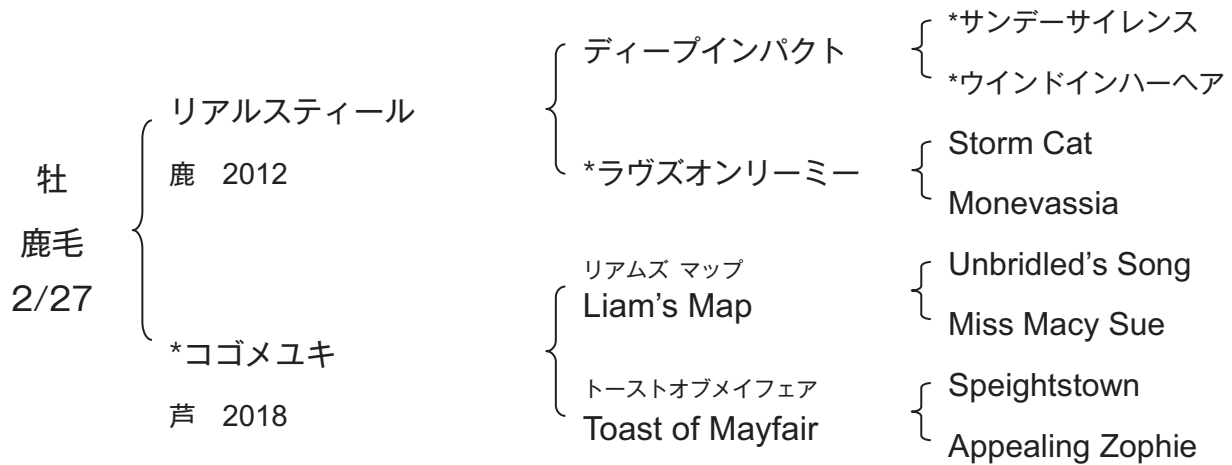 牡
鹿毛
2/27
リアルスティール
鹿 2012
*コゴメユキ
芦 2018
ディープインパクト
*ラヴズオンリーミー
リアムズ マップ
Liam's Map
トーストオブメイフェア
Toast of Mayfair
*サンデーサイレンス
*ウインドインハーヘア
Storm Cat
Monevassia
Unbridled's Song
Miss Macy Sue
Speightstown
Appealing Zophie